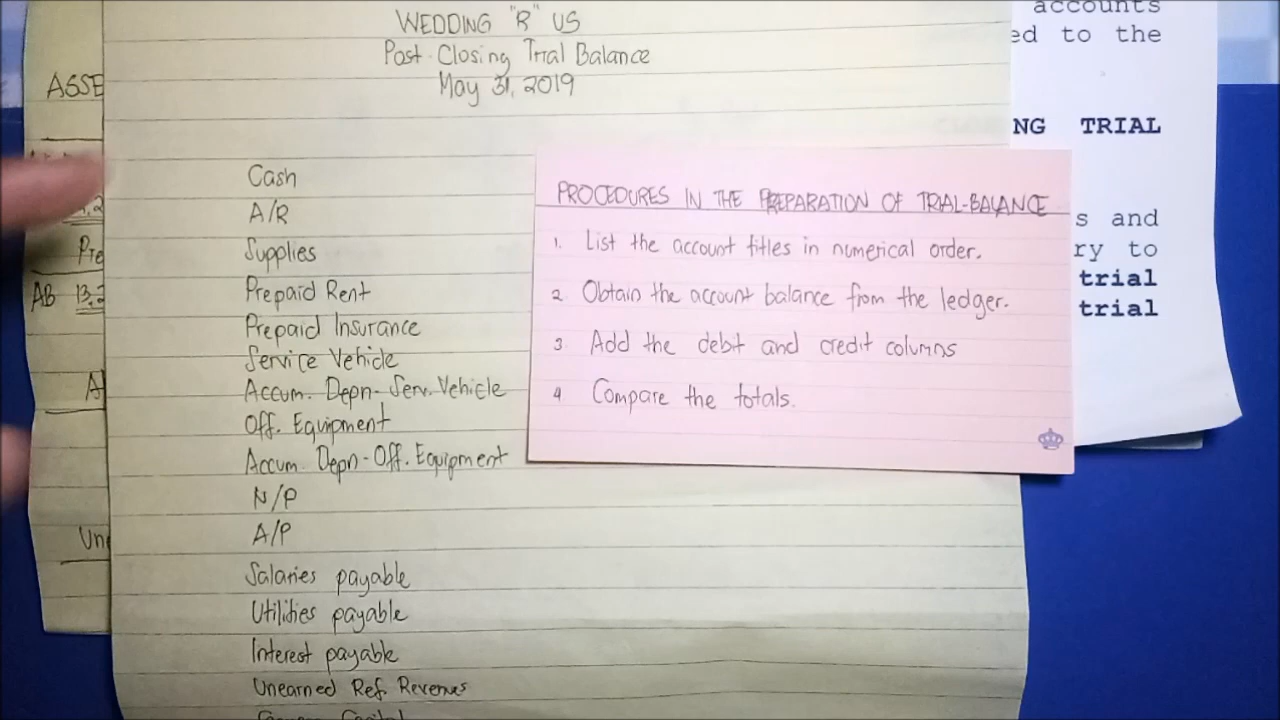 WEDDING "R" US
Post-Closing Trial Balance
May 31, 2019
Cash
A/R
Supplies
Prepaid Rent
Prepaid Insurance
Service Vehicle
Accum. Depn- Serv. Vehicle
Off. Equipment
Accum. Depn-Off. Equipment
N/P
A/P
Salaries payable
Utilities payable
Interest payable
Unearned Ref. Revenues
PROCEDURES IN THE PREPARATION OF TRIAL-BALANCE
1. List the account titles in numerical order.
2. Obtain the account balance from the ledger.
3. Add the debit and credit columns
4 Compare the totals.
ASSE
Pre
AB 13,2
A
Une
accounts
ed to the
NG TRIAL
s and
ry to
trial
trial